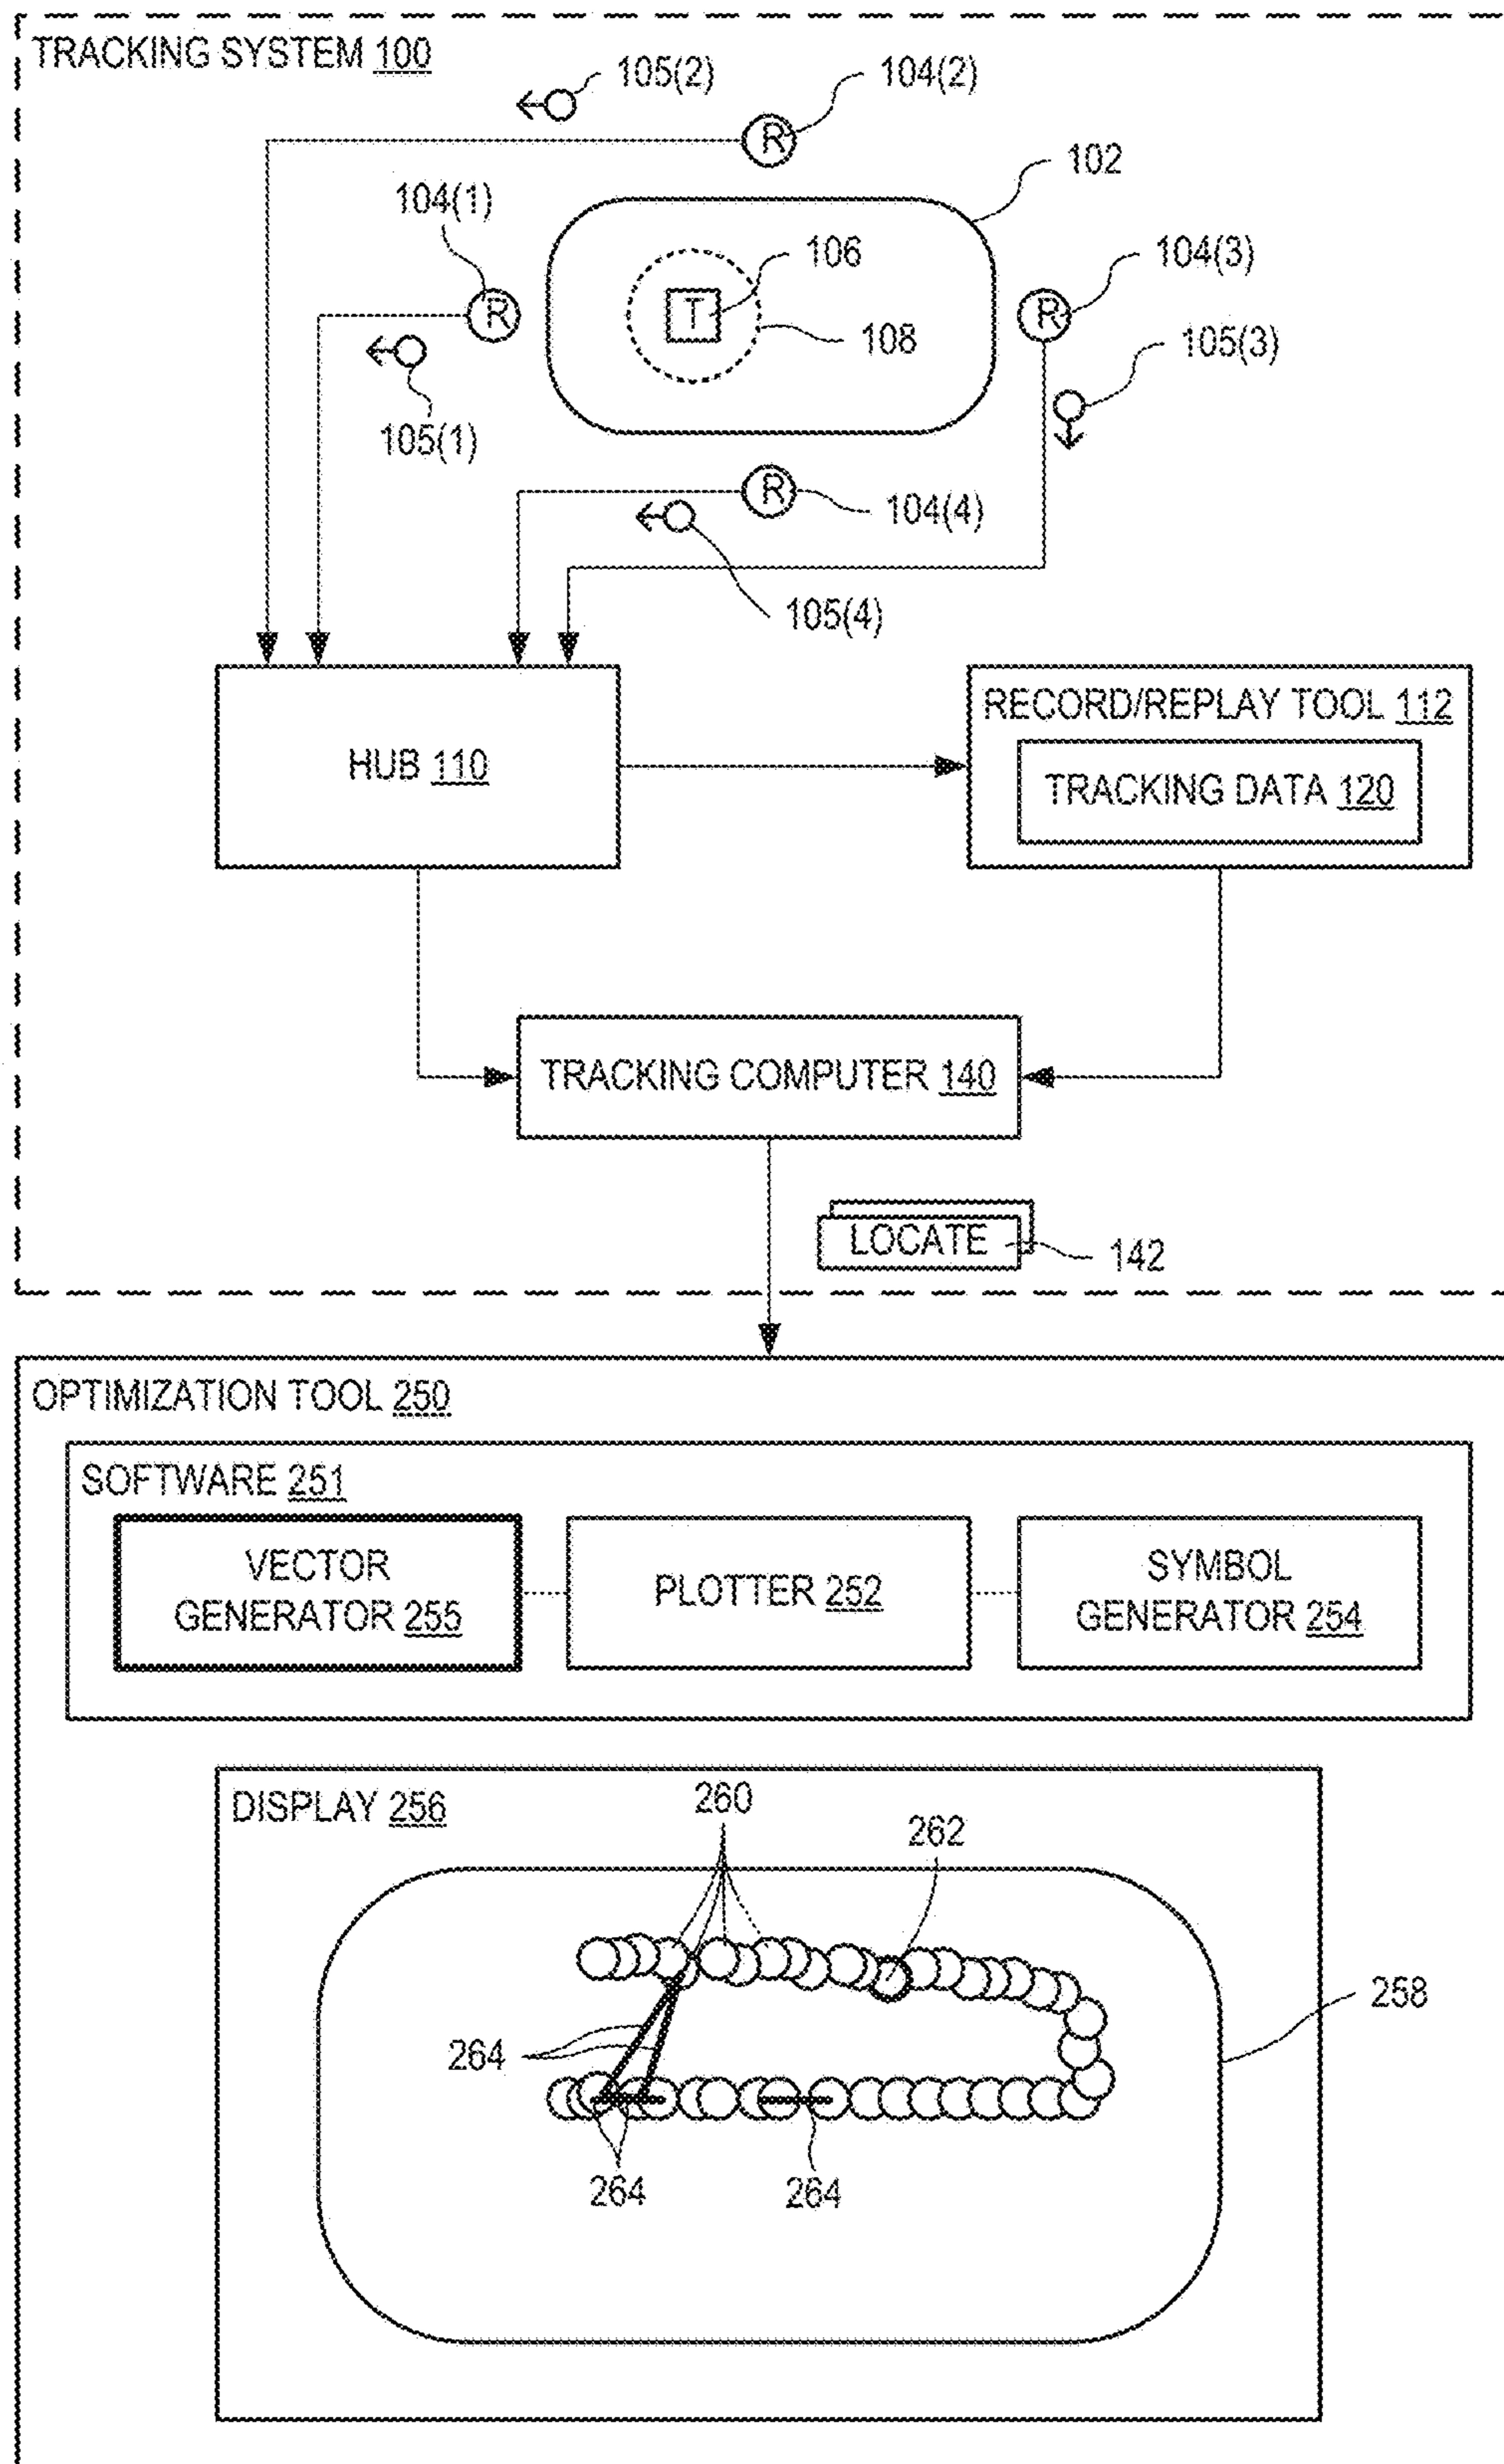 TRACKING SYSTEM 100
105(2)
104(2)
R
102
104(1)
106
104(3)
R
T
R
108
105(3)
105(1)
R
104(4)
105(4)
HUB 110
RECORD/REPLAY TOOL 112
TRACKING DATA 120
TRACKING COMPUTER 140
LOCATE
142
OPTIMIZATION TOOL 250
SOFTWARE 251
VECTOR
GENERATOR 255
PLOTTER 252
SYMBOL
GENERATOR 254
DISPLAY 256
260
262
258
264
264
264